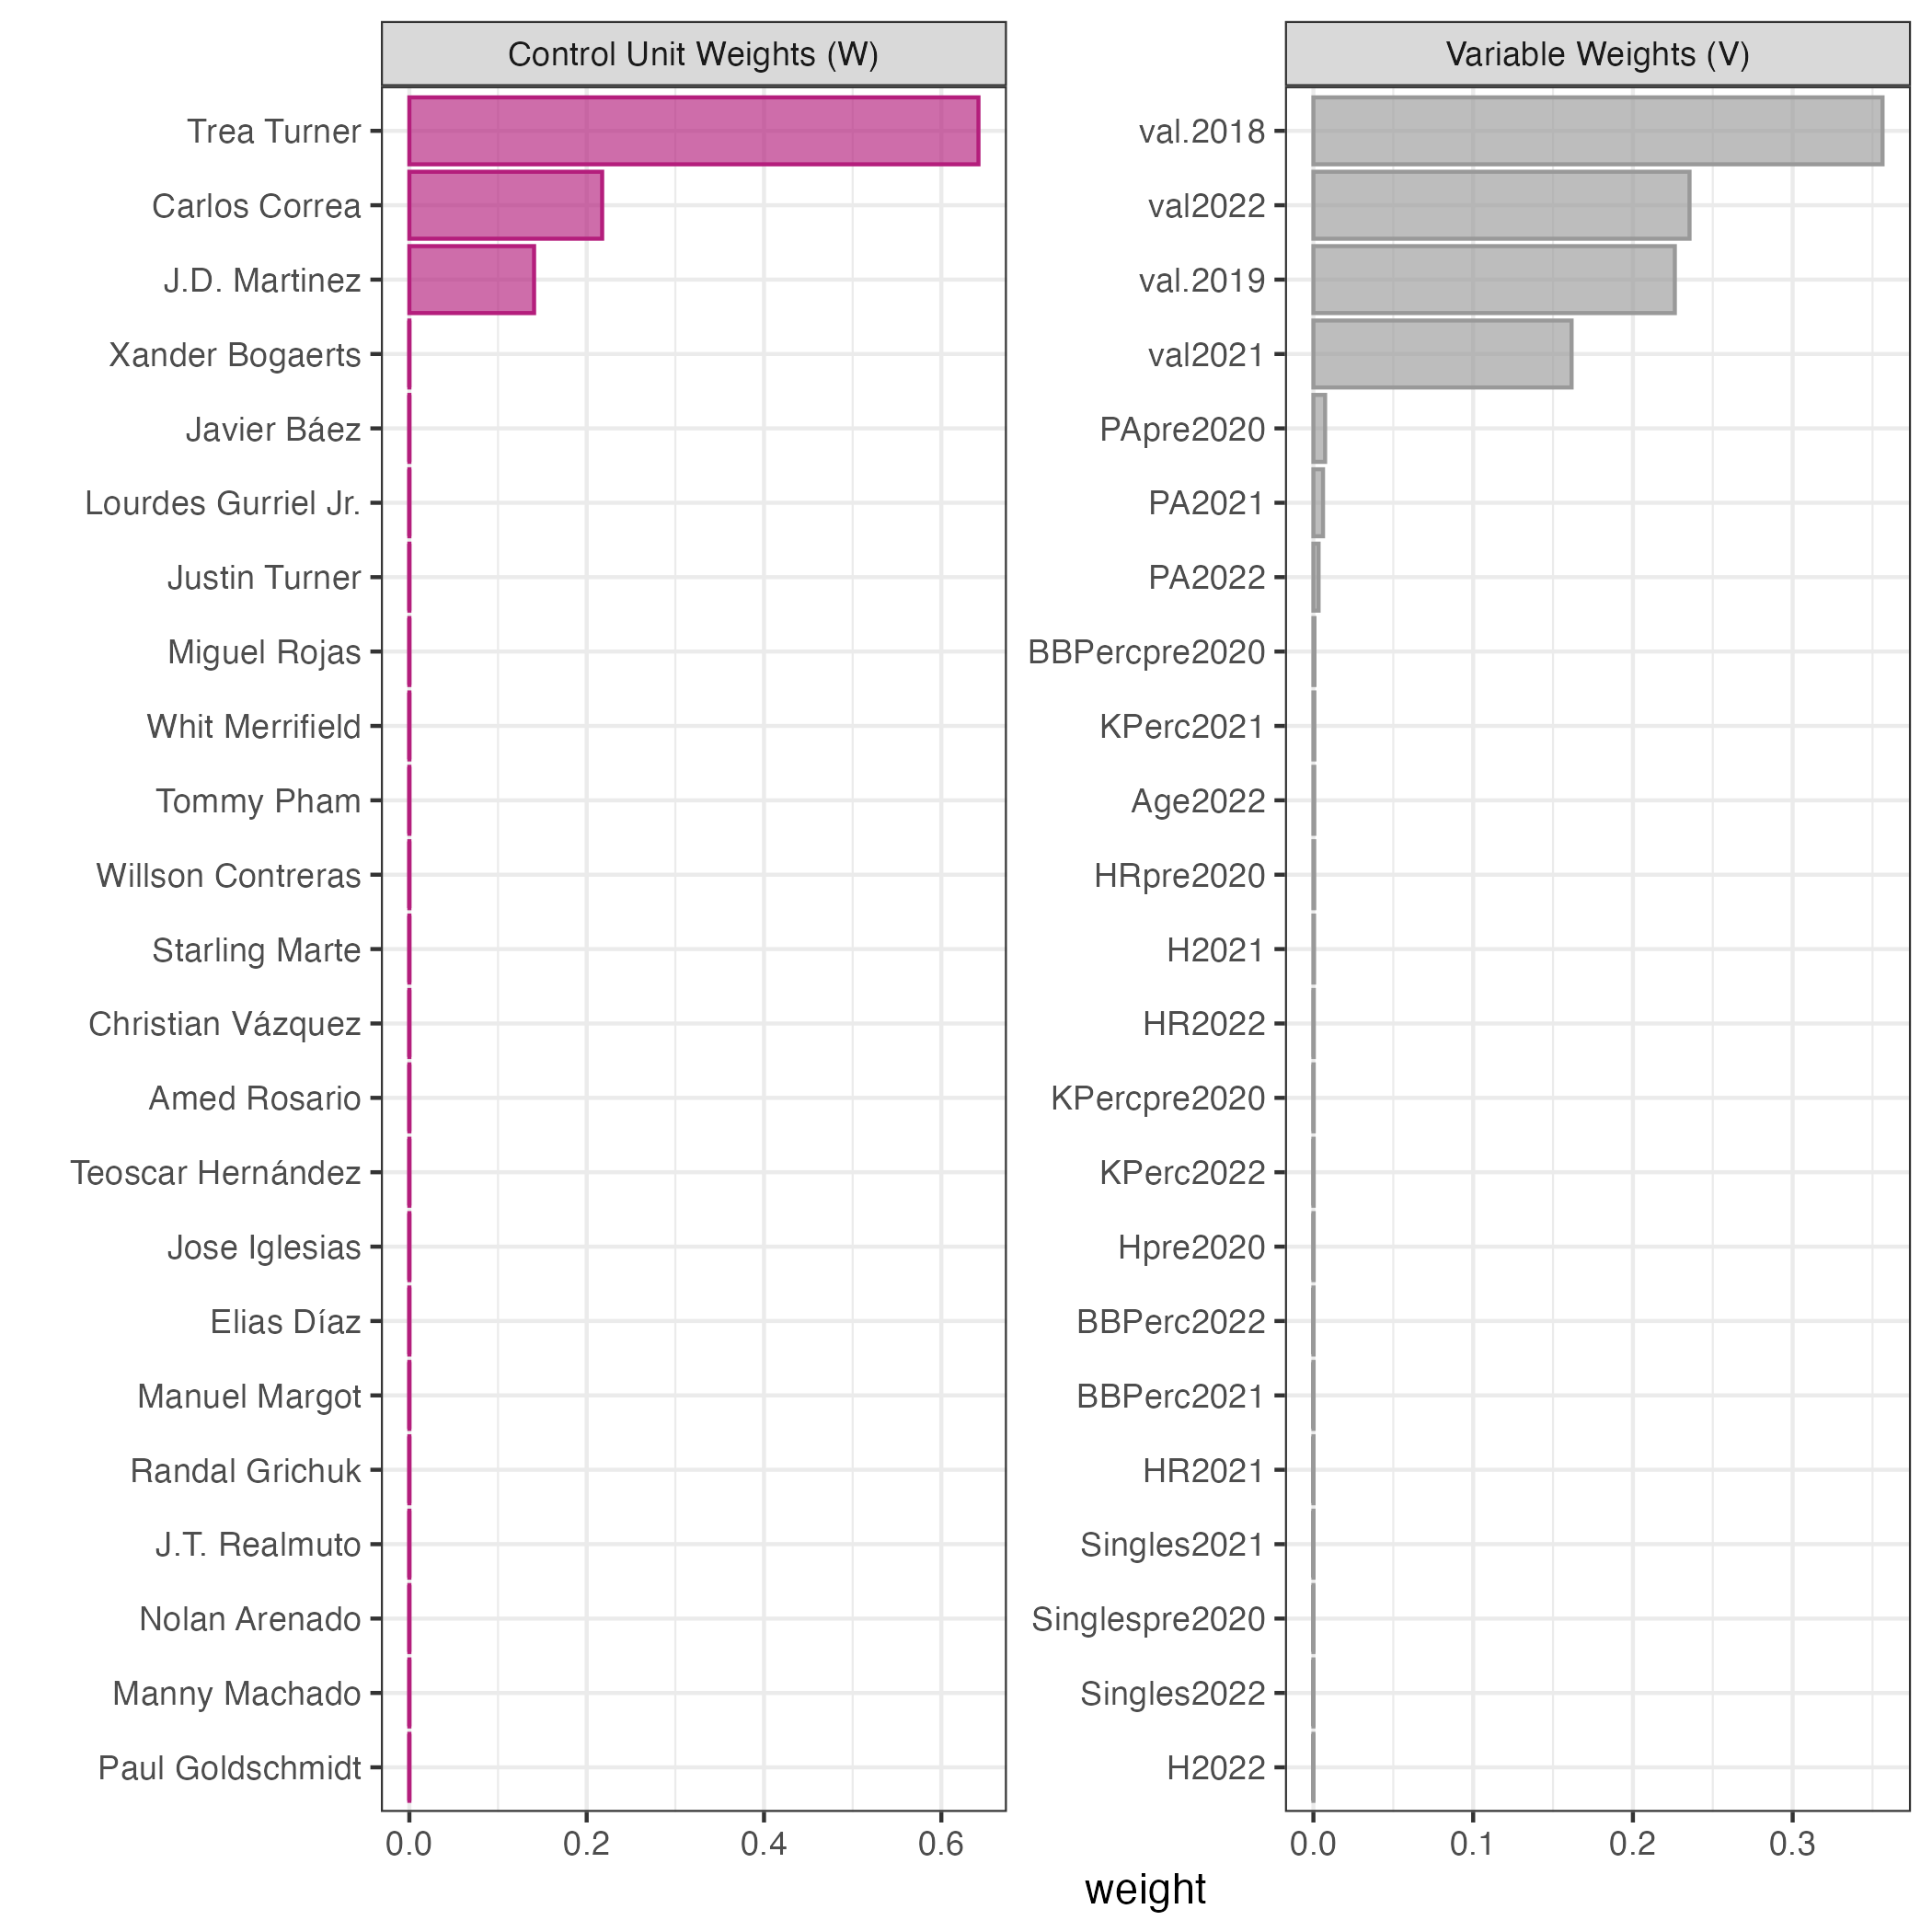 Control Unit Weights (W)
Trea Turner
Carlos Correa
J.D. Martinez
Xander Bogaerts
Javier Báez
Lourdes Gurriel Jr.
Justin Turner
Miguel Rojas
Whit Merrifield
Tommy Pham
Willson Contreras
Starling Marte
Christian Vázquez
Amed Rosario
Teoscar Hernández
Jose Iglesias
Elias Díaz
Manuel Margot
Randal Grichuk
J.T. Realmuto
Nolan Arenado
Manny Machado
Paul Goldschmidt
0.0 0.2 0.4 0.6
Variable Weights (V)
val.2018
val2022
val.2019
val2021
PApre2020
PA2021
PA2022
BBPercpre2020
KPerc2021
Age2022
HRpre2020
H2021
HR2022
KPercpre2020
KPerc2022
Hpre2020
BBPerc2022
BBPerc2021
HR2021
Singles2021
Singlespre2020
Singles2022
H2022
0.0 0.1 0.2 0.3
weight